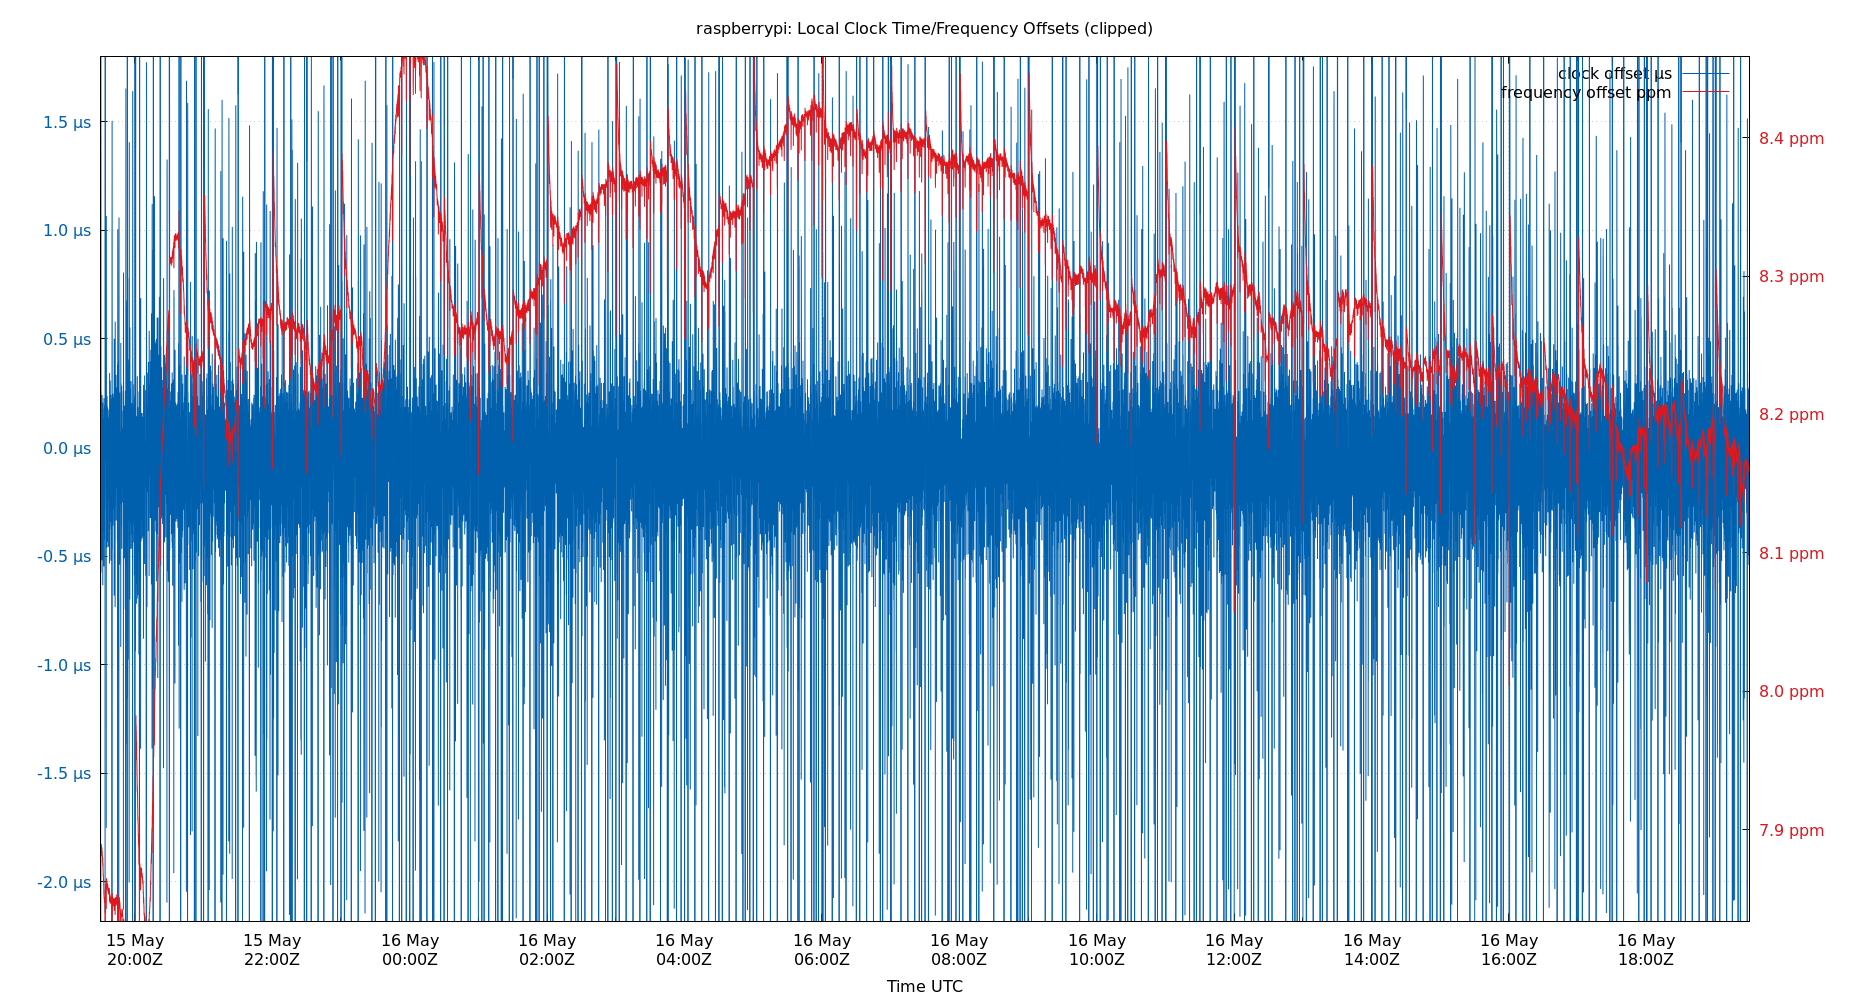 raspberrypi: Local Clock Time/Frequency Offsets (clipped)
clock offset µs
frequency offset ppm
1.5 µs
1.0 µs
0.5 µs
0.0 µs
-0.5 µs
-1.0 µs
-1.5 µs
-2.0 µs
8.4 ppm
8.3 ppm
8.2 ppm
8.1 ppm
8.0 ppm
7.9 ppm
15 May
20:00Z
15 May
22:00Z
16 May
00:00Z
16 May
02:00Z
16 May
04:00Z
16 May
06:00Z
16 May
08:00Z
16 May
10:00Z
16 May
12:00Z
16 May
14:00Z
16 May
16:00Z
16 May
18:00Z
Time UTC